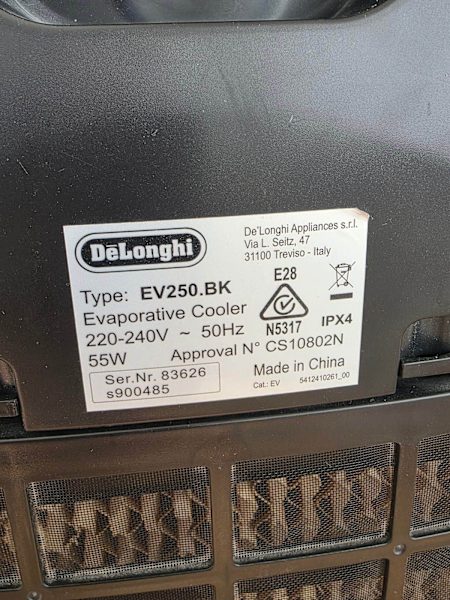 DeLonghi
De'Longhi Appliances s.r.l.
Via L. Seitz, 47
31100 Treviso - Italy
Type: EV250.BK
Evaporative Cooler
220-240V ~ 50Hz
55W
E28
N5317
IPX4
Approval N° CS10802N
Ser.Nr. 83626
s900485
Made in China
Cat.: EV 5412410261_00